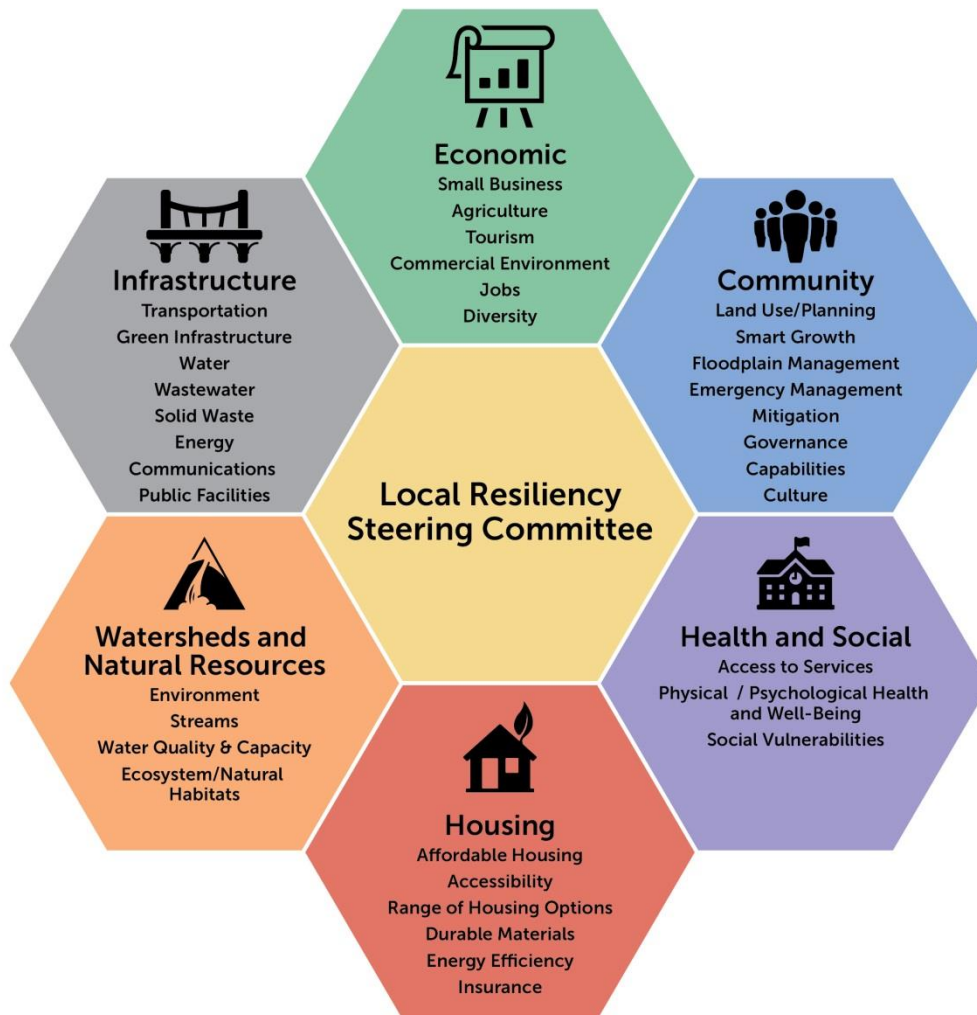 Economic
Small Business
Agriculture
Tourism
Commercial Environment
Jobs
Diversity
Infrastructure
Transportation
Green Infrastructure
Water
Wastewater
Solid Waste
Energy
Communications
Public Facilities
Community
Land Use/Planning
Smart Growth
Floodplain Management
Emergency Management
Mitigation
Governance
Capabilities
Culture
Local Resiliency
Steering Committee
Watersheds and
Natural Resources
Environment
Streams
Water Quality & Capacity
Ecosystem/Natural
Habitats
Health and Social
Access to Services
Physical / Psychological Health
and Well-Being
Social Vulnerabilities
Housing
Affordable Housing
Accessibility
Range of Housing Options
Durable Materials
Energy Efficiency
Insurance